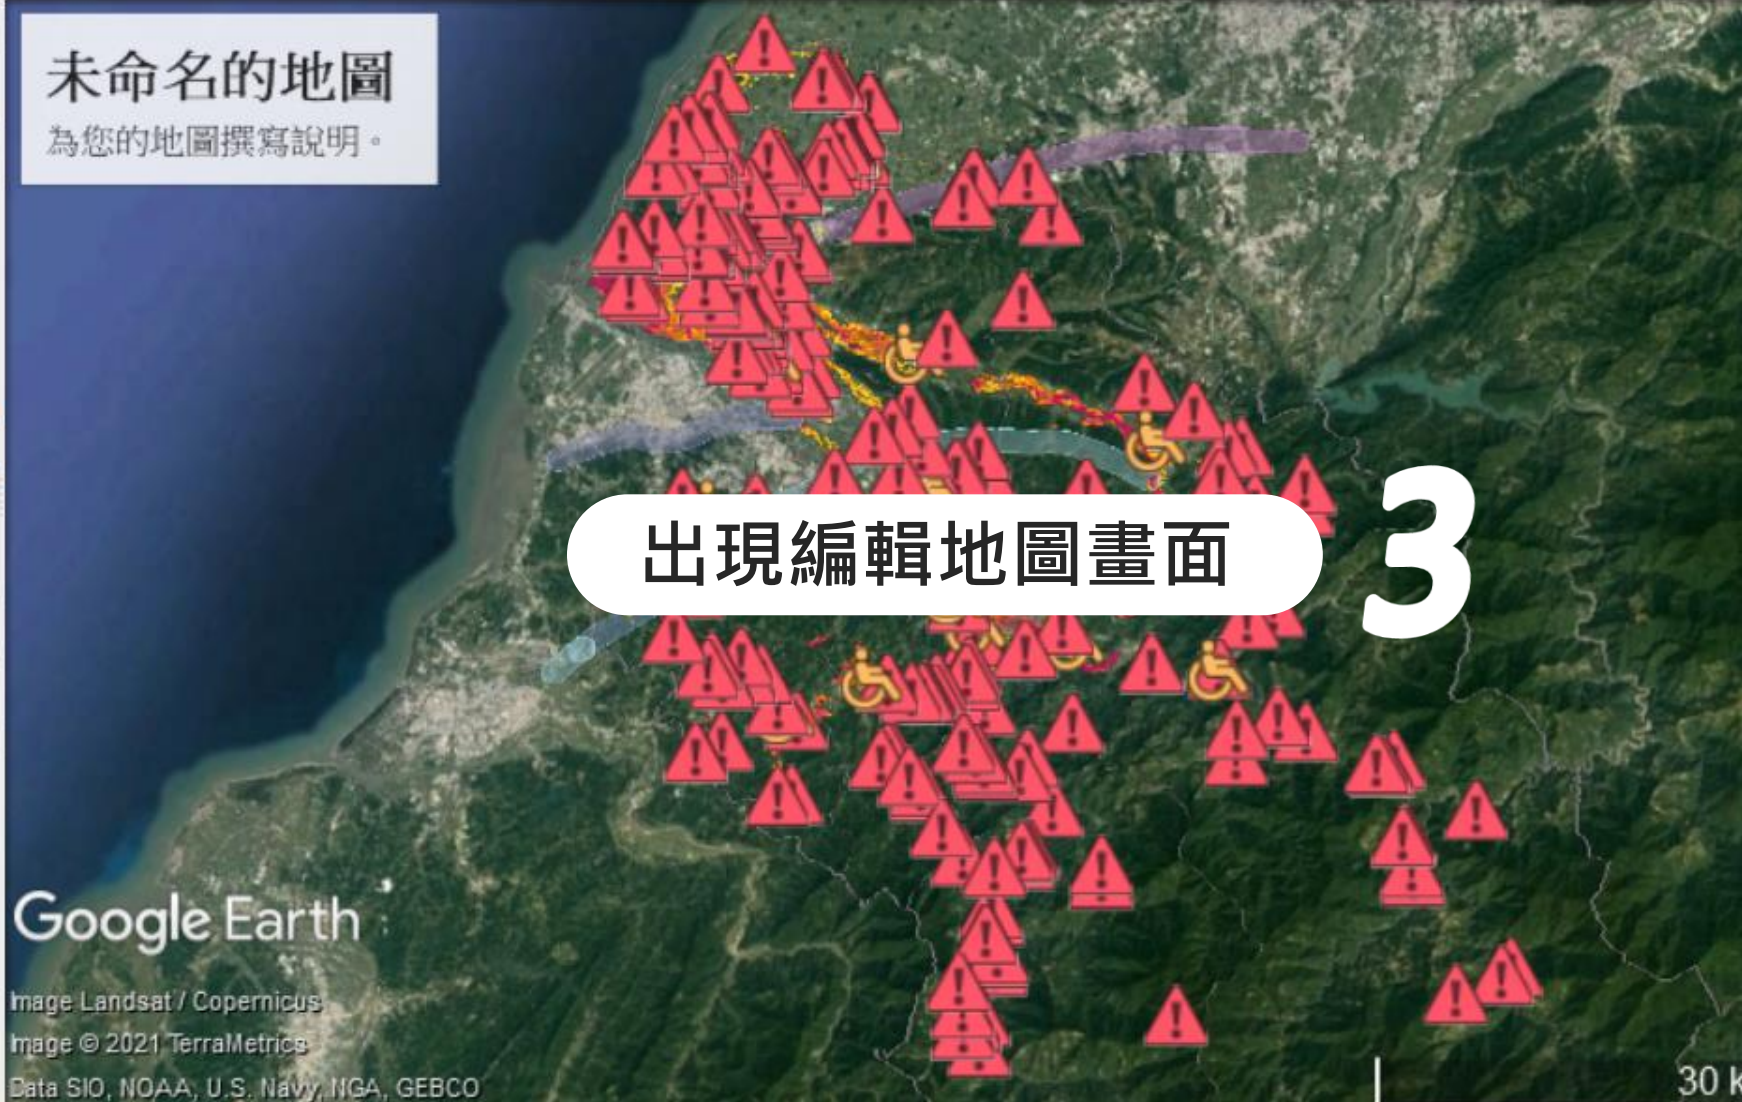 未命名的地圖
為您的地圖撰寫說明。
出現編輯地圖畫面
3
Google Earth
Image Landsat / Copernicus
Image © 2021 TerraMetrics
Data SIO, NOAA, U.S. Navy, NGA, GEBCO
30 k